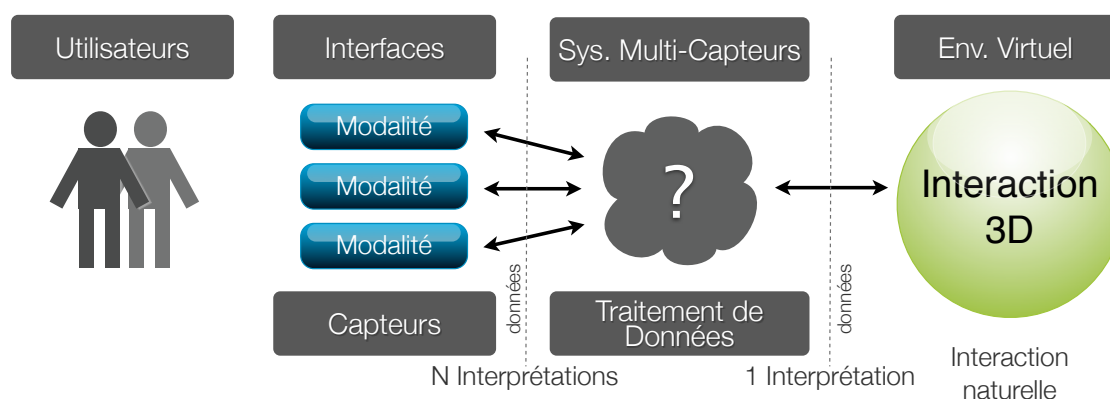 Utilisateurs
Interfaces
Sys. Multi-Capteurs
Env. Virtuel
Modalité
Modalité
Modalité
?
Interaction
3D
Capteurs
données
Traitement de
Données
données
N Interprétations
1 Interprétation
Interaction
naturelle